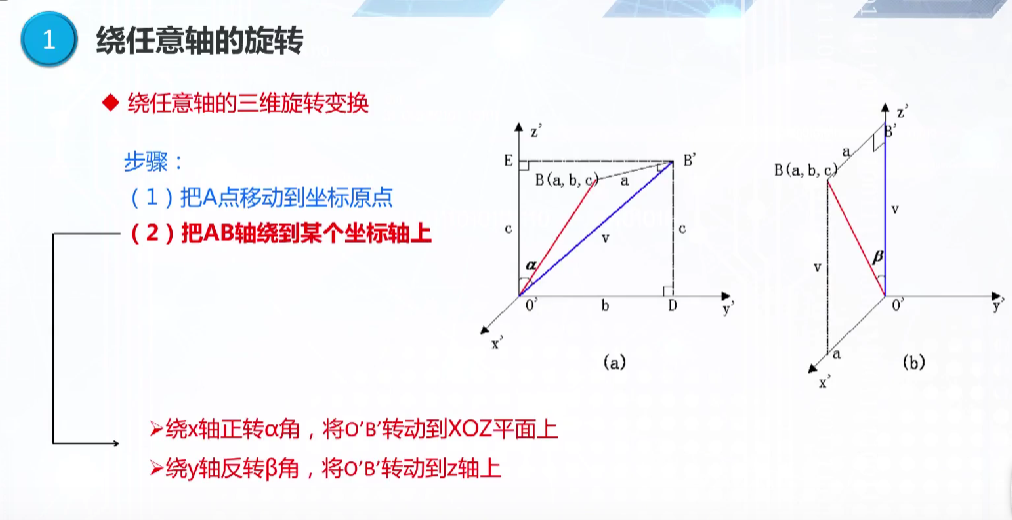 1
绕任意轴的旋转
◆ 绕任意轴的三维旋转变换
步骤：
（1）把A点移动到坐标原点
（2）把AB轴绕到某个坐标轴上
z'
E
B'
B(a, b, c)
a
c
v
c
α
O'
b
D
y'
x'
(a)
z'
B'
a
B(a, b, c)
v
β
v
O'
y'
a
x'
(b)
➢绕x轴正转α角，将O'B'转动到XOZ平面上
➢绕y轴反转β角，将O'B'转动到z轴上